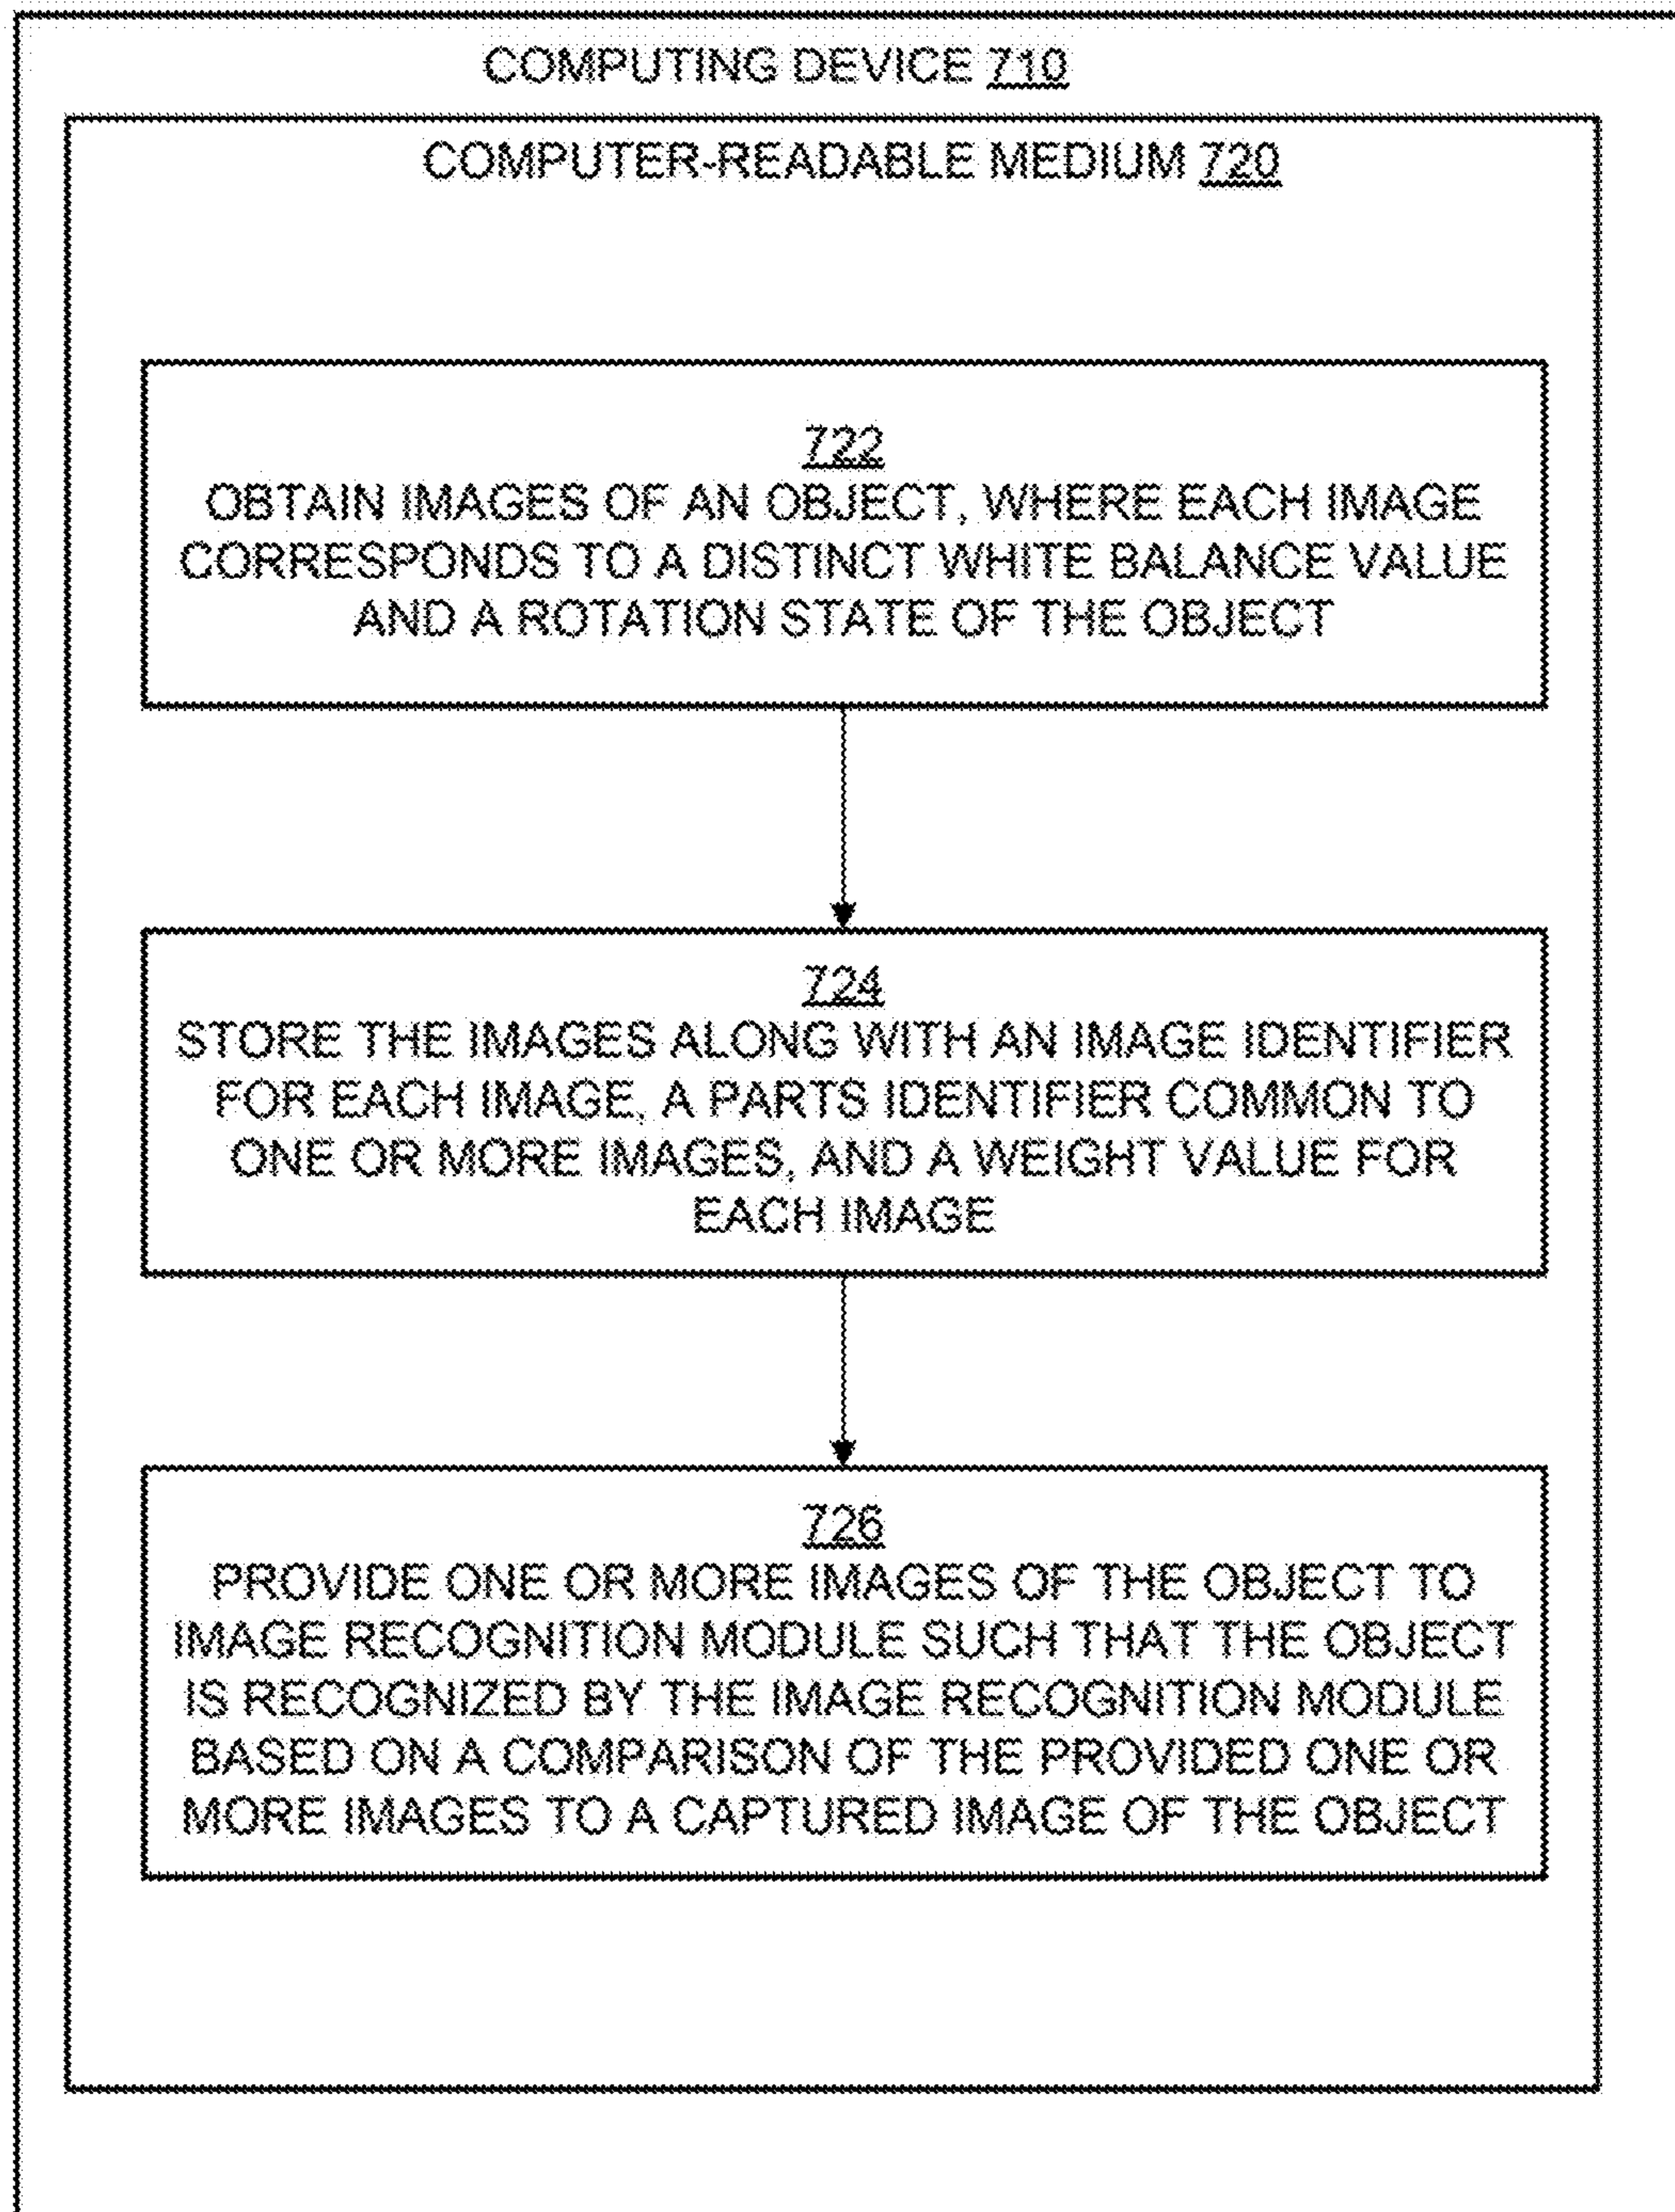 COMPUTING DEVICE 710
COMPUTER-READABLE MEDIUM 720
722
OBTAIN IMAGES OF AN OBJECT, WHERE EACH IMAGE
CORRESPONDS TO A DISTINCT WHITE BALANCE VALUE
AND A ROTATION STATE OF THE OBJECT
724
STORE THE IMAGES ALONG WITH AN IMAGE IDENTIFIER
FOR EACH IMAGE, A PARTS IDENTIFIER COMMON TO
ONE OR MORE IMAGES, AND A WEIGHT VALUE FOR
EACH IMAGE
726
PROVIDE ONE OR MORE IMAGES OF THE OBJECT TO
IMAGE RECOGNITION MODULE SUCH THAT THE OBJECT
IS RECOGNIZED BY THE IMAGE RECOGNITION MODULE
BASED ON A COMPARISON OF THE PROVIDED ONE OR
MORE IMAGES TO A CAPTURED IMAGE OF THE OBJECT